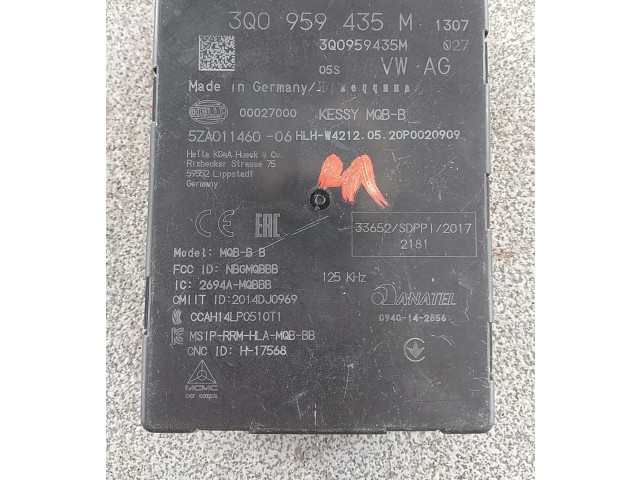 3Q0 959 435 M 1307
3Q0959435M 027
05S VW·AG
Made in Germany/
HELLA 00027000 KESSY MQB-B
5ZA011460-06 HLH-W4212.05.20P0020909
Hella KGaA Hueck & Co.
Rixbecker Strasse 75
59552 Lippstadt
Germany
M
CE EAC
33652/SDPPI/2017
2181
Model: MQB-B B
FCC ID: NBGMQBBB
125 KHz
IC: 2694A-MQBBB
CMIIT ID:2014DJ0969
ANATEL
CCAH14LP0510T1
0940-14-2856
MSIP-RRM-HLA-MQB-BB
CNC ID: H-17568
MCMC